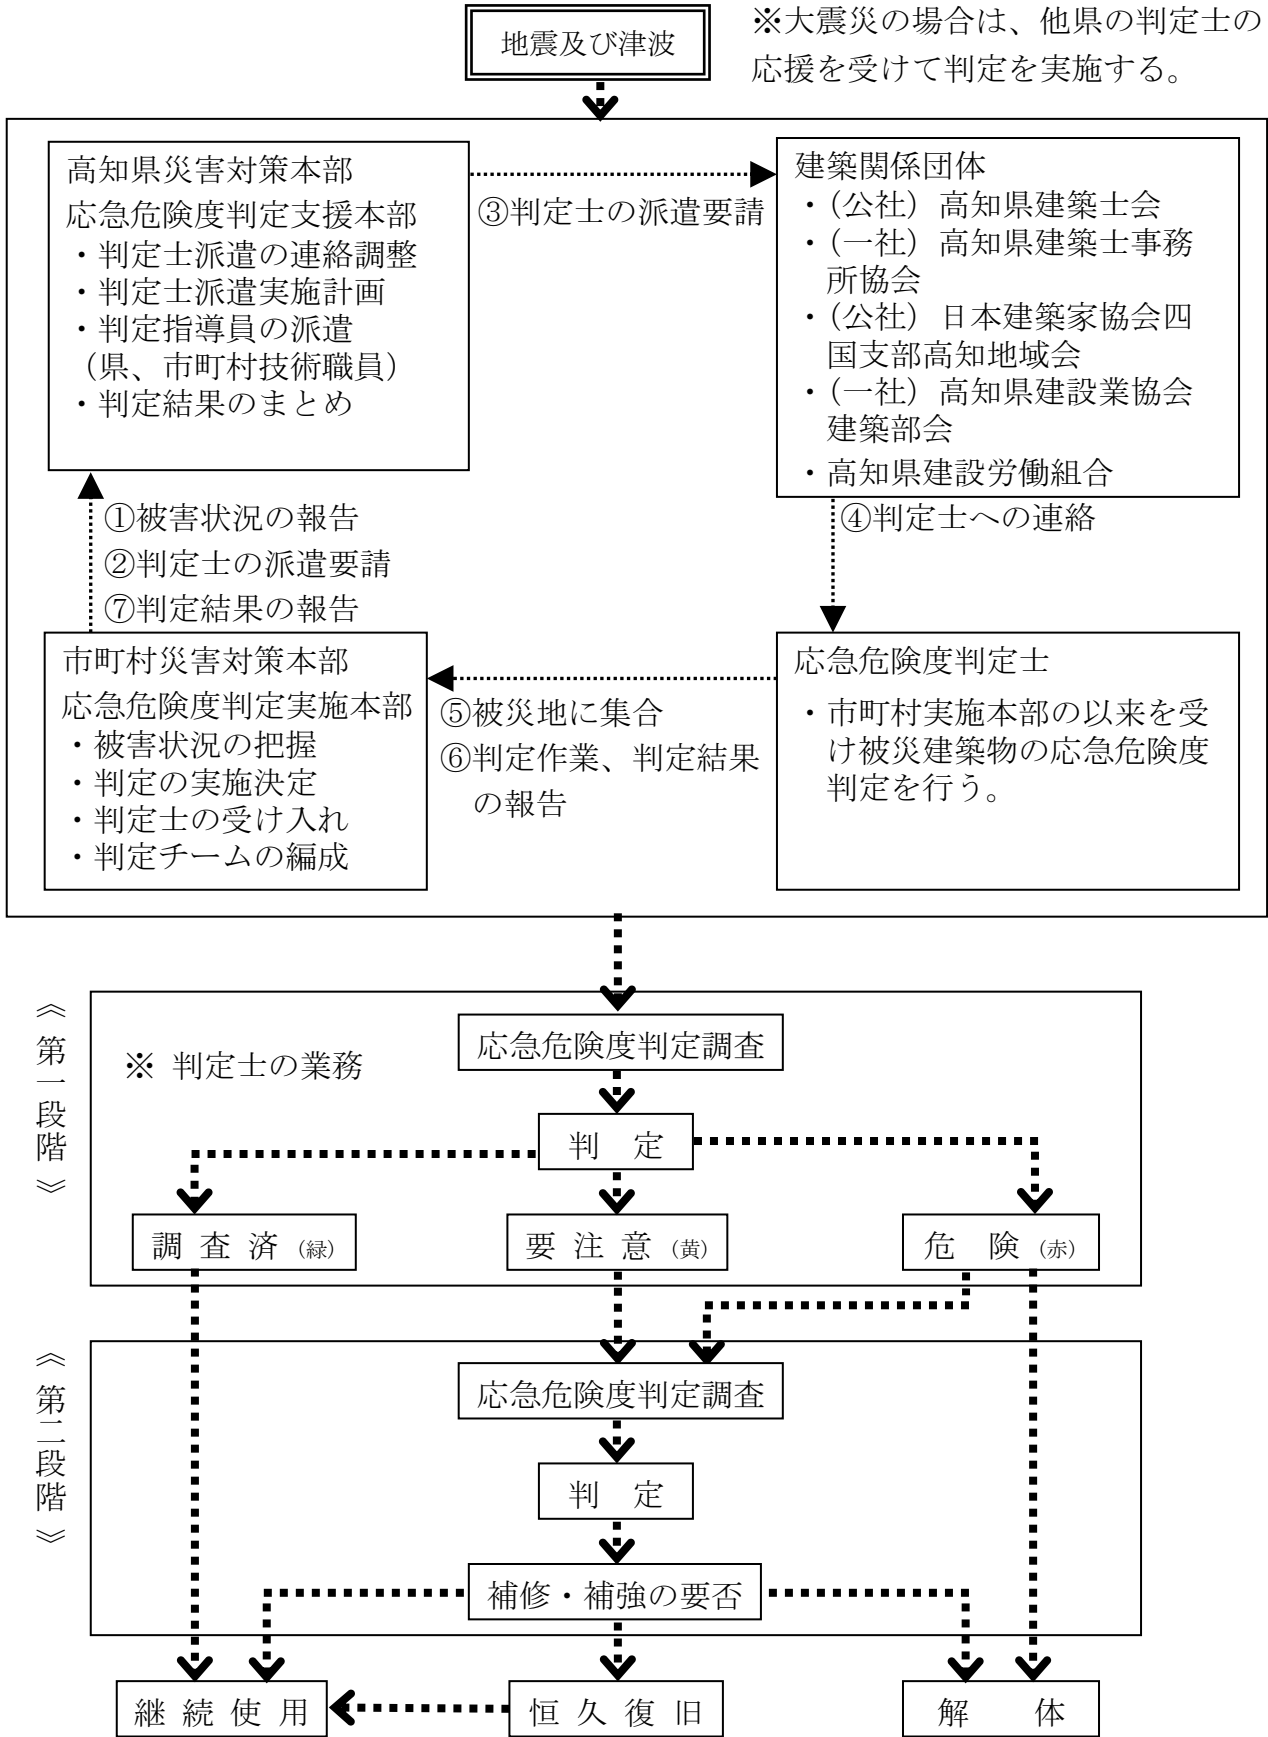 地震及び津波
※大震災の場合は、他県の判定士の
応援を受けて判定を実施する。
高知県災害対策本部
応急危険度判定支援本部
・判定士派遣の連絡調整
・判定士派遣実施計画
・判定指導員の派遣
（県、市町村技術職員）
・判定結果のまとめ
③判定士の派遣要請
建築関係団体
・（公社）高知県建築士会
・（一社）高知県建築士事務
所協会
・（公社）日本建築家協会四
国支部高知地域会
・（一社）高知県建設業協会
建築部会
・高知県建設労働組合
①被害状況の報告
②判定士の派遣要請
⑦判定結果の報告
④判定士への連絡
市町村災害対策本部
応急危険度判定実施本部
・被害状況の把握
・判定の実施決定
・判定士の受け入れ
・判定チームの編成
⑤被災地に集合
⑥判定作業、判定結果
の報告
応急危険度判定士
・市町村実施本部の以来を受
け被災建築物の応急危険度
判定を行う。
《第一段階》
※ 判定士の業務
応急危険度判定調査
判　定
調 査 済（緑）
要 注 意（黄）
危　険（赤）
《第二段階》
応急危険度判定調査
判　定
補修・補強の要否
継 続 使 用
恒 久 復 旧
解　　体